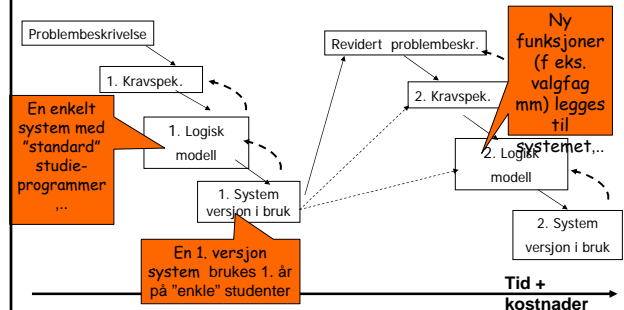 Problembeskrivelse
1. Kravspek.
En enkelt
system med
"standard"
studie-
programmer
,..
1. Logisk
modell
1. System
versjon i bruk
En 1. versjon
system brukes 1. år
på "enkle" studenter
Revidert problembeskr.
2. Kravspek.
Ny
funksjoner
(f eks.
valgfag
mm) legges
til
systemet,..
2. Logisk
modell
2. System
versjon i bruk
Tid +
kostnader